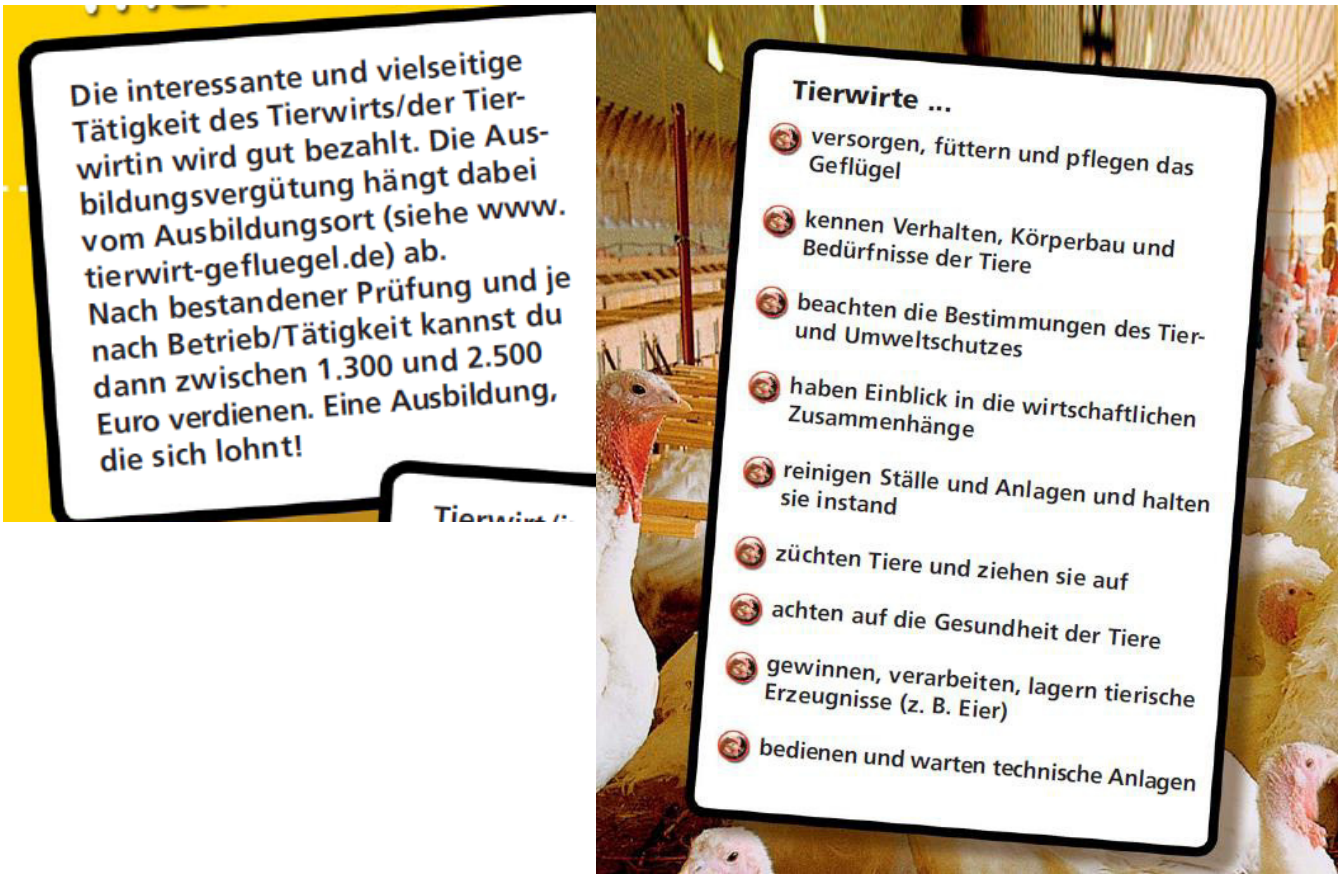 Die interessante und vielseitige
Tätigkeit des Tierwirts/der Tier-
wirtin wird gut bezahlt. Die Aus-
bildungsvergütung hängt dabei
vom Ausbildungsort (siehe www.
tierwirt-gefluegel.de) ab.
Nach bestandener Prüfung und je
nach Betrieb/Tätigkeit kannst du
dann zwischen 1.300 und 2.500
Euro verdienen. Eine Ausbildung,
die sich lohnt!
Tierwirte ...
versorgen, füttern und pflegen das
Geflügel
kennen Verhalten, Körperbau und
Bedürfnisse der Tiere
beachten die Bestimmungen des Tier-
und Umweltschutzes
haben Einblick in die wirtschaftlichen
Zusammenhänge
reinigen Ställe und Anlagen und halten
sie instand
züchten Tiere und ziehen sie auf
achten auf die Gesundheit der Tiere
gewinnen, verarbeiten, lagern tierische
Erzeugnisse (z. B. Eier)
bedienen und warten technische Anlagen